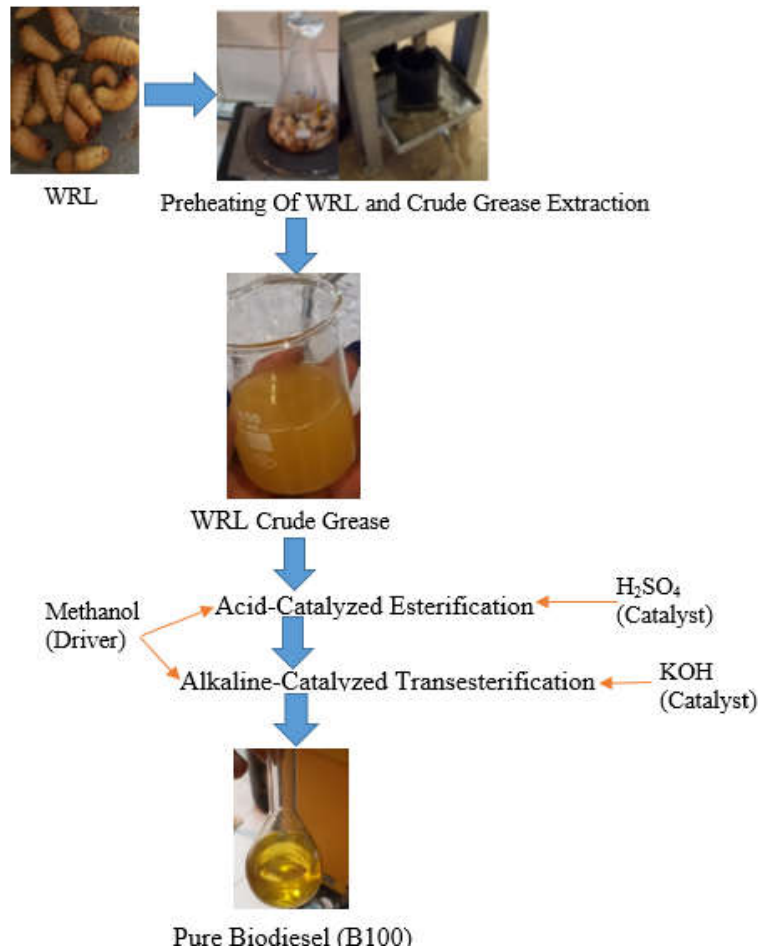 WRL
Preheating Of WRL and Crude Grease Extraction
WRL Crude Grease
Methanol
(Driver)
Acid-Catalyzed Esterification
H₂SO₄
(Catalyst)
Alkaline-Catalyzed Transesterification
KOH
(Catalyst)
Pure Biodiesel (B100)